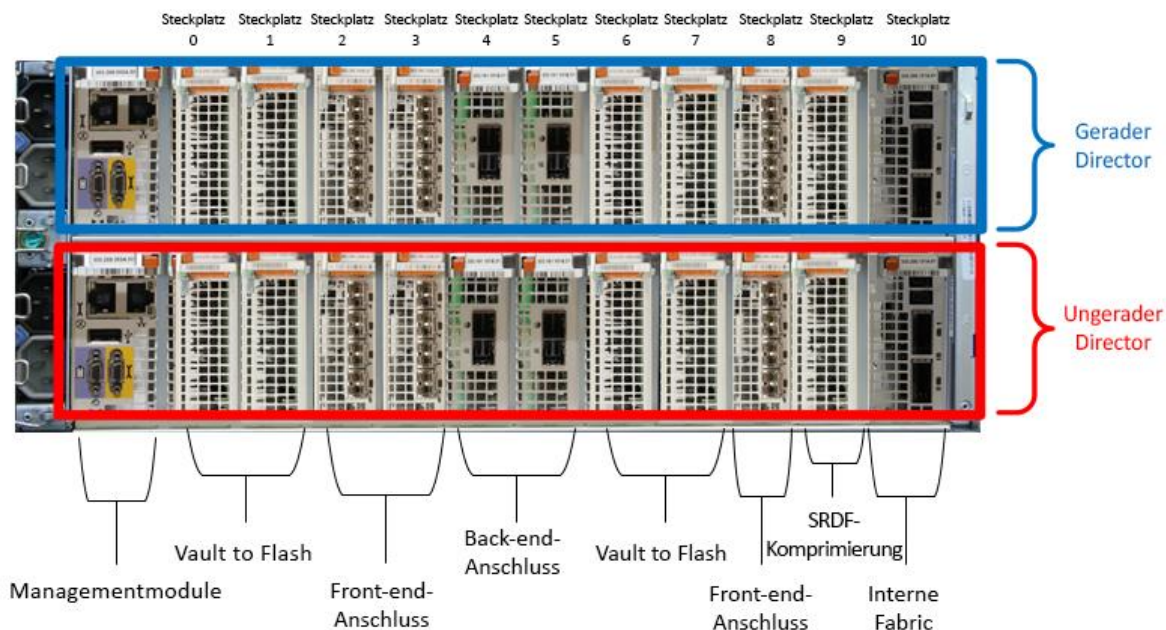 Steckplatz Steckplatz Steckplatz Steckplatz Steckplatz Steckplatz Steckplatz Steckplatz Steckplatz Steckplatz Steckplatz
0 1 2 3 4 5 6 7 8 9 10
Gerader
Director
Ungerader
Director
Managementmodule
Vault to Flash
Front-end-
Anschluss
Back-end-
Anschluss
Vault to Flash
Front-end-
Anschluss
SRDF-
Komprimierung
Interne
Fabric